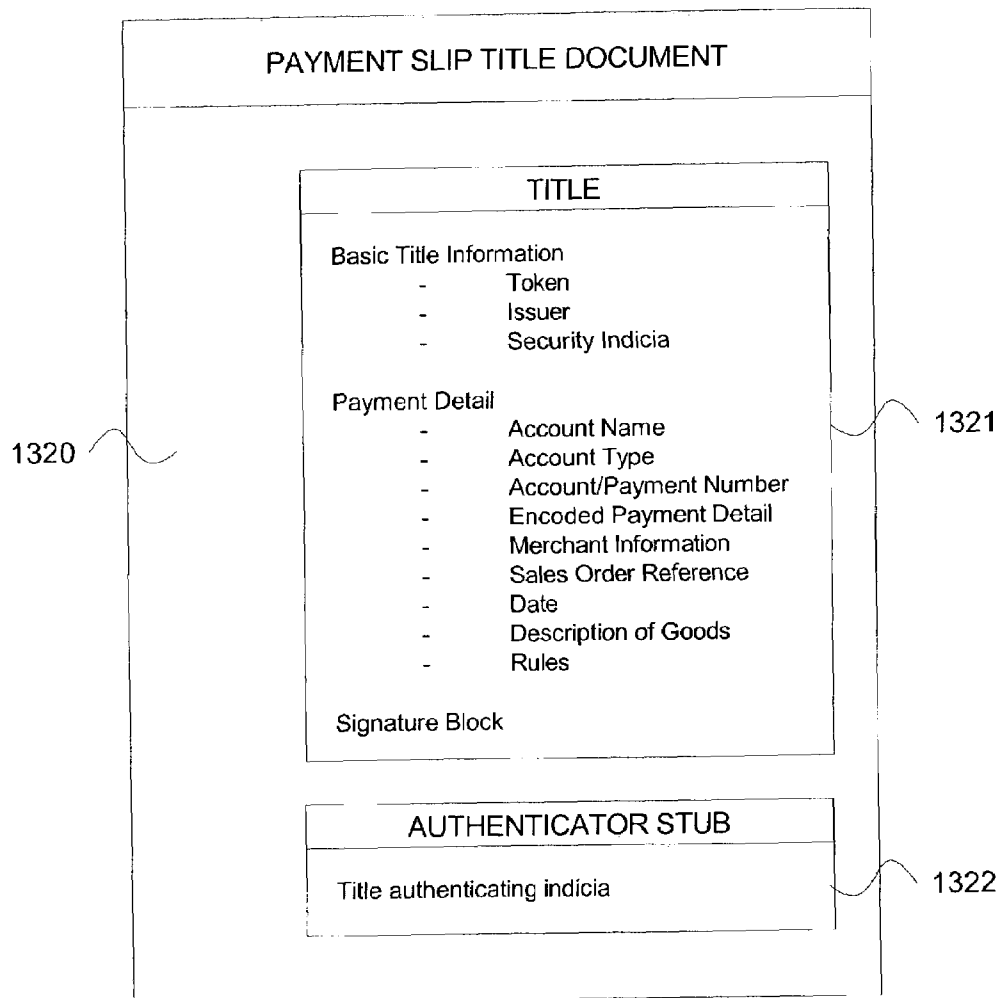 PAYMENT SLIP TITLE DOCUMENT
TITLE
Basic Title Information
- Token
- Issuer
- Security Indicia
Payment Detail
- Account Name
- Account Type
- Account/Payment Number
- Encoded Payment Detail
- Merchant Information
- Sales Order Reference
- Date
- Description of Goods
- Rules
Signature Block
1320
1321
AUTHENTICATOR STUB
Title authenticating indicia
1322